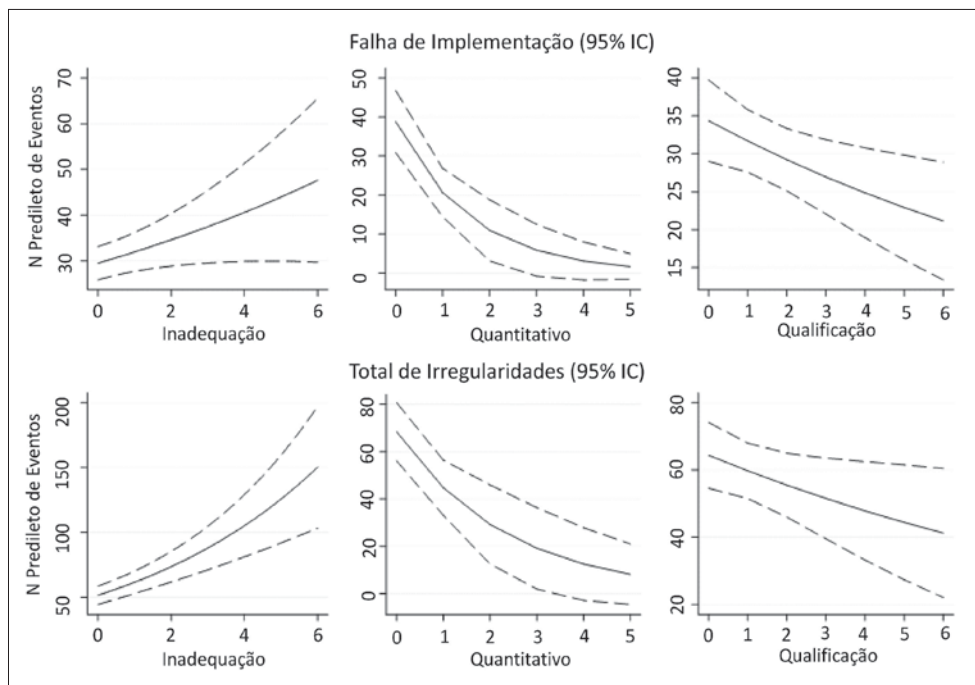 Falha de Implementação (95% IC)
N Predileto de Eventos
70
60
50
40
30
0 2 4 6
Inadequação
50
40
30
20
10
0
0 1 2 3 4 5
Quantitativo
40
35
30
25
20
15
0 1 2 3 4 5 6
Qualificação
Total de Irregularidades (95% IC)
N Predileto de Eventos
200
150
100
50
0 2 4 6
Inadequação
80
60
40
20
0
0 1 2 3 4 5
Quantitativo
80
60
40
20
0 1 2 3 4 5 6
Qualificação